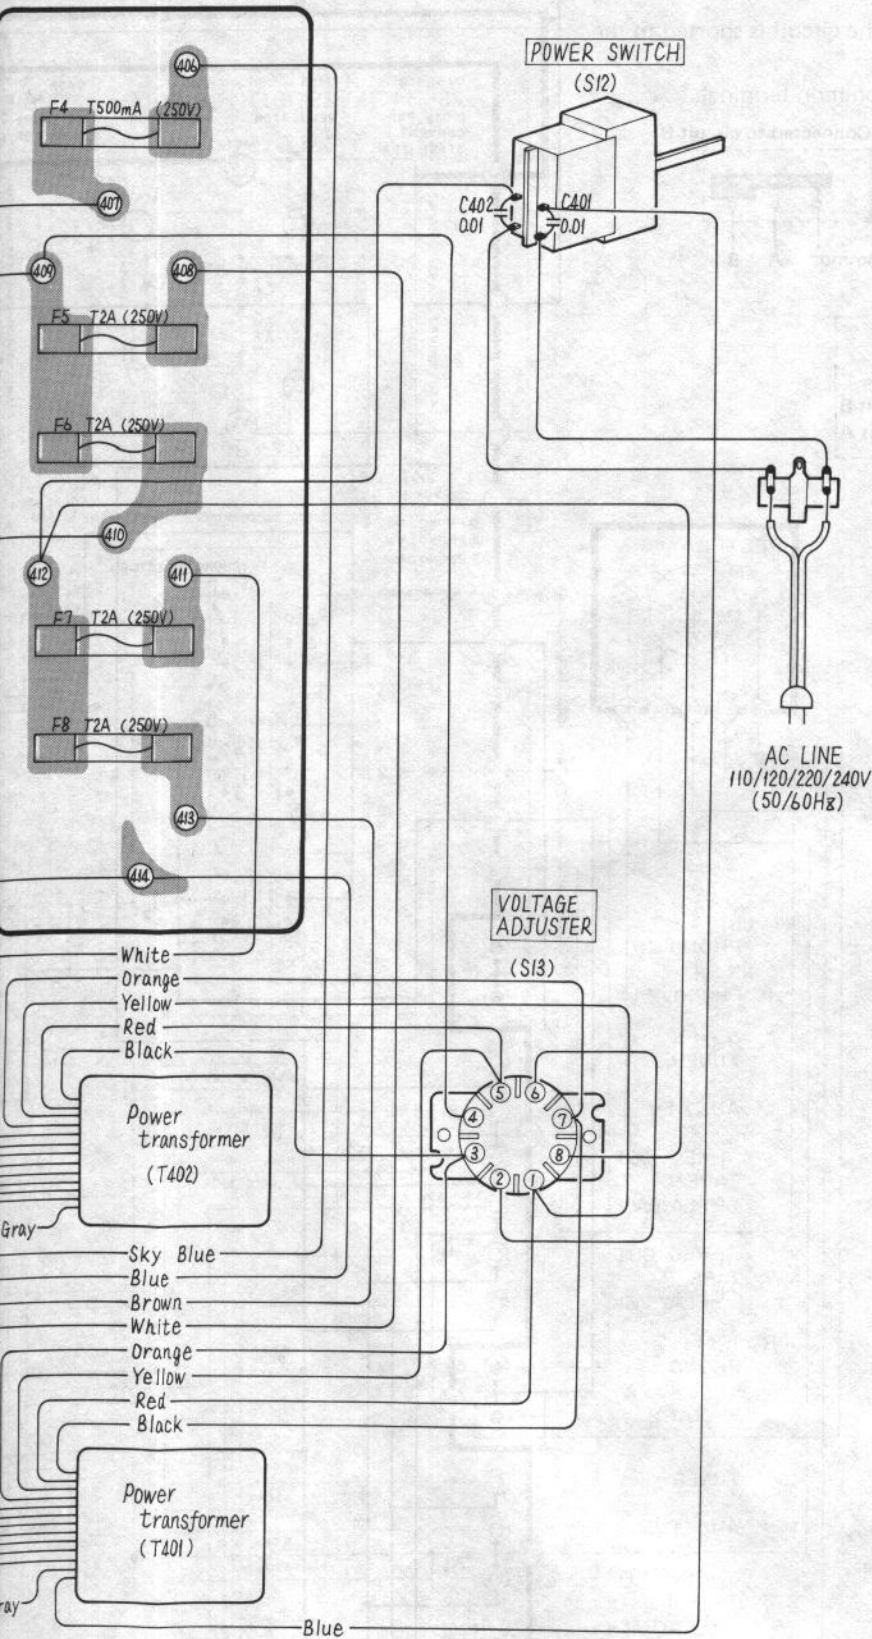 406
F4 T500mA (250V)
407
409
408
F5 T2A (250V)
F6 T2A (250V)
410
412
411
F7 T2A (250V)
F8 T2A (250V)
413
414
POWER SWITCH
(S12)
C402
0.01
C401
0.01
AC LINE
110/120/220/240V
(50/60Hz)
VOLTAGE
ADJUSTER
(S13)
5
6
4
7
3
8
2
1
White
Orange
Yellow
Red
Black
Power
transformer
(T402)
Gray
Sky Blue
Blue
Brown
White
Orange
Yellow
Red
Black
Power
transformer
(T401)
ray
Blue